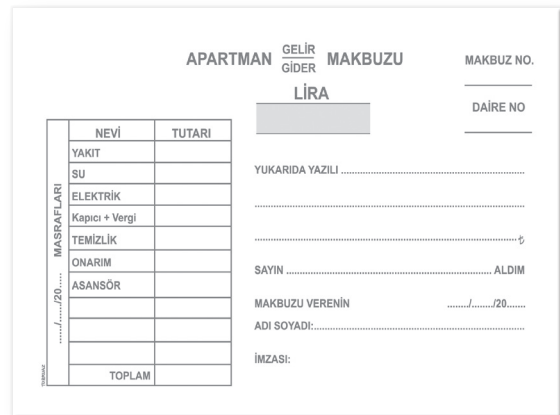 APARTMAN GELİR GİDER MAKBUZU
LİRA
MAKBUZ NO.
DAİRE NO
....../....../20..... MASRAFLARI
NEVİ TUTARI
YAKIT
SU
ELEKTRİK
Kapıcı + Vergi
TEMİZLİK
ONARIM
ASANSÖR
TOPLAM
YUKARIDA YAZILI ..........................................................
..........................................................................................
.......................................................................................... ₺
SAYIN .......................................................................... ALDIM
MAKBUZU VERENİN ......../......../20.......
ADI SOYADI:..........................................................................
İMZASI: